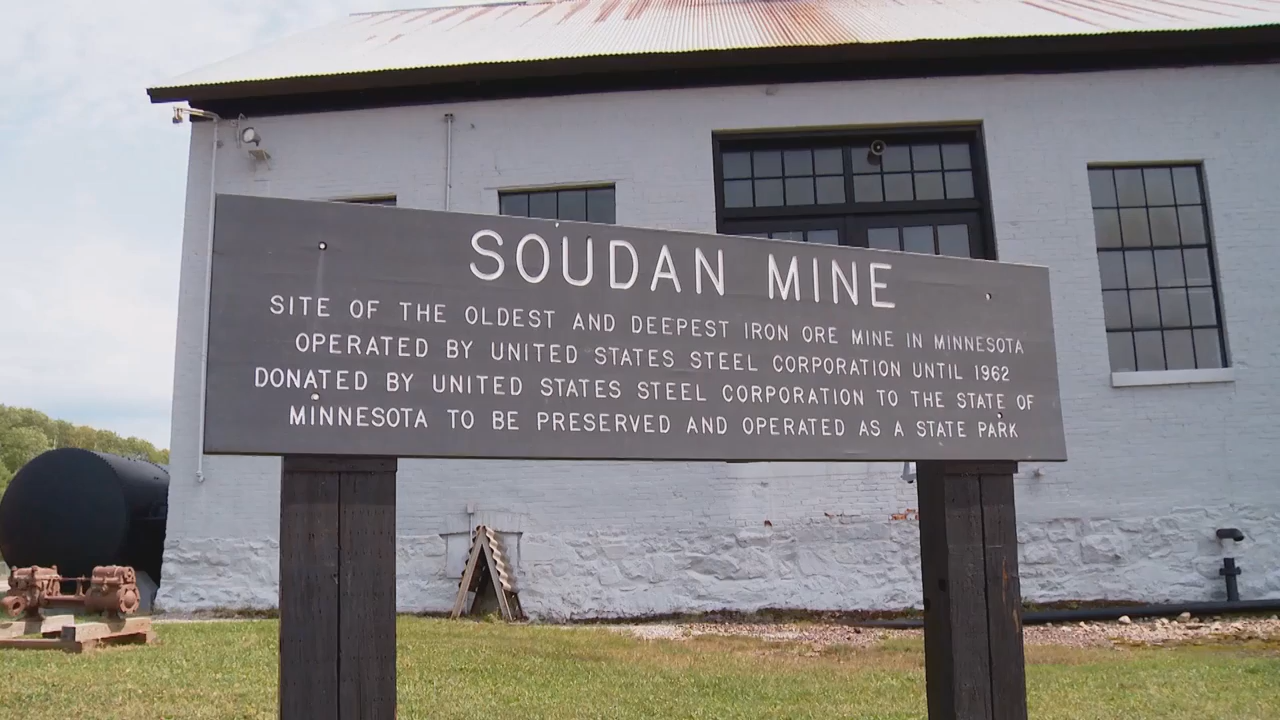 SOUDAN MINE
SITE OF THE OLDEST AND DEEPEST IRON ORE MINE IN MINNESOTA
OPERATED BY UNITED STATES STEEL CORPORATION UNTIL 1962
DONATED BY UNITED STATES STEEL CORPORATION TO THE STATE OF
MINNESOTA TO BE PRESERVED AND OPERATED AS A STATE PARK